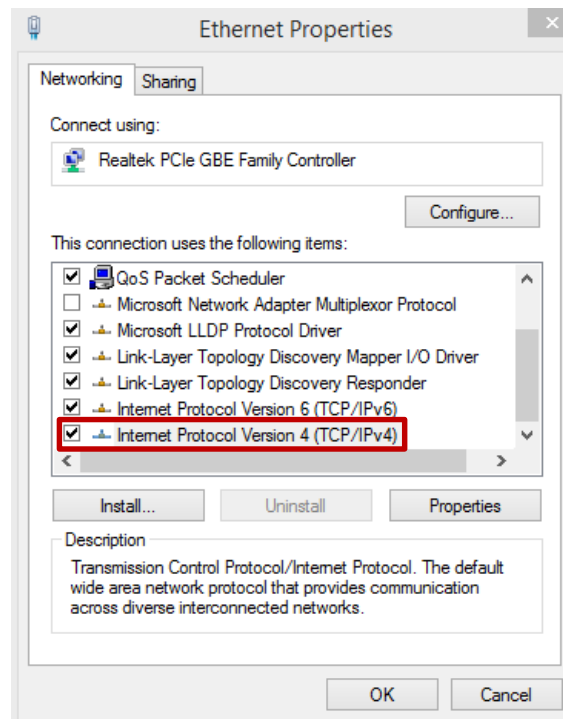 Ethernet Properties
Networking
Sharing
Connect using:
Realtek PCIe GBE Family Controller
Configure...
This connection uses the following items:
QoS Packet Scheduler
Microsoft Network Adapter Multiplexor Protocol
Microsoft LLDP Protocol Driver
Link-Layer Topology Discovery Mapper I/O Driver
Link-Layer Topology Discovery Responder
Internet Protocol Version 6 (TCP/IPv6)
Internet Protocol Version 4 (TCP/IPv4)
Install...
Uninstall
Properties
Description
Transmission Control Protocol/Internet Protocol. The default
wide area network protocol that provides communication
across diverse interconnected networks.
OK
Cancel